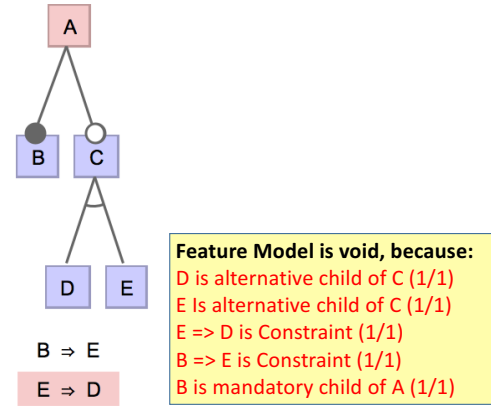 A
B C
D E
B ⇒ E
E ⇒ D
Feature Model is void, because:
D is alternative child of C (1/1)
E Is alternative child of C (1/1)
E => D is Constraint (1/1)
B => E is Constraint (1/1)
B is mandatory child of A (1/1)